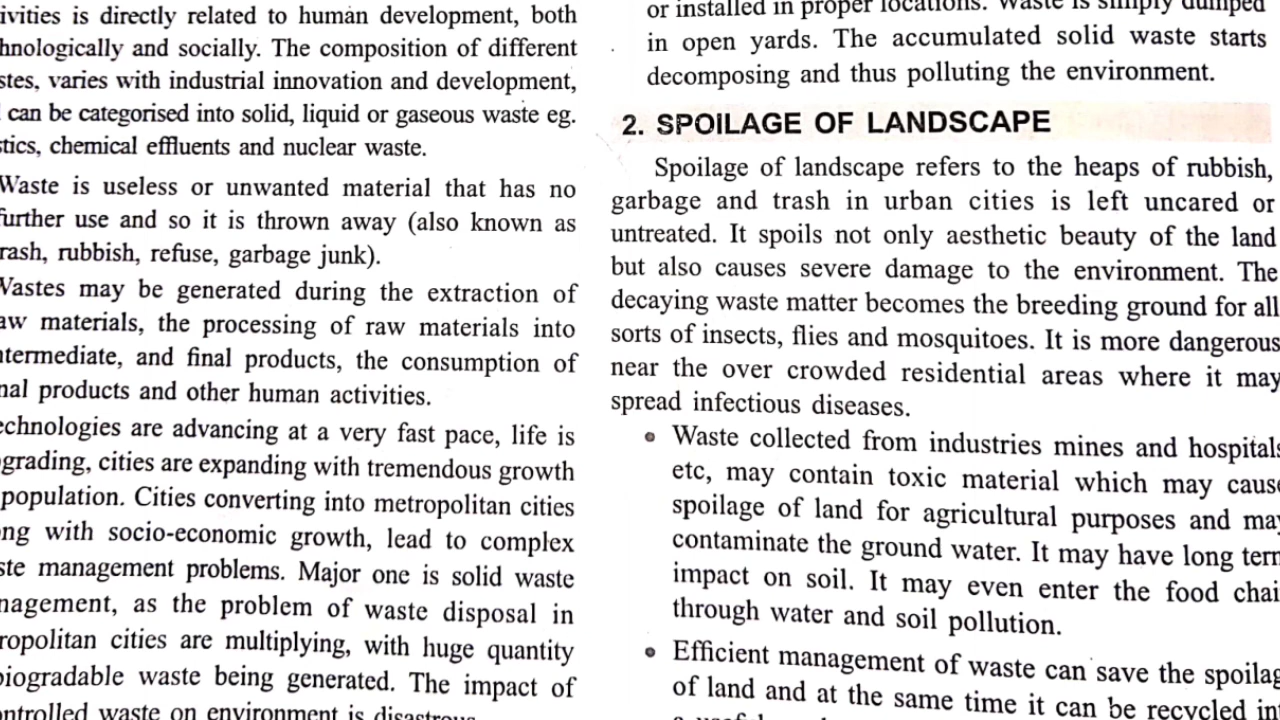 ivities is directly related to human development, both
hnologically and socially. The composition of different
stes, varies with industrial innovation and development,
can be categorised into solid, liquid or gaseous waste eg.
stics, chemical effluents and nuclear waste.
Waste is useless or unwanted material that has no
further use and so it is thrown away (also known as
rash, rubbish, refuse, garbage junk).
Wastes may be generated during the extraction of
aw materials, the processing of raw materials into
ntermediate, and final products, the consumption of
nal products and other human activities.
echnologies are advancing at a very fast pace, life is
grading, cities are expanding with tremendous growth
population. Cities converting into metropolitan cities
ong with socio-economic growth, lead to complex
ste management problems. Major one is solid waste
nagement, as the problem of waste disposal in
ropolitan cities are multiplying, with huge quantity
biogradable waste being generated. The impact of
ontrolled waste on environment is disastrous
or installed in proper locations. Waste is simply dumped
in open yards. The accumulated solid waste starts
decomposing and thus polluting the environment.
2. SPOILAGE OF LANDSCAPE
Spoilage of landscape refers to the heaps of rubbish,
garbage and trash in urban cities is left uncared or
untreated. It spoils not only aesthetic beauty of the land
but also causes severe damage to the environment. The
decaying waste matter becomes the breeding ground for all
sorts of insects, flies and mosquitoes. It is more dangerous
near the over crowded residential areas where it may
spread infectious diseases.
• Waste collected from industries mines and hospitals
etc, may contain toxic material which may cause
spoilage of land for agricultural purposes and may
contaminate the ground water. It may have long term
impact on soil. It may even enter the food chai
through water and soil pollution.
• Efficient management of waste can save the spoilag
of land and at the same time it can be recycled int